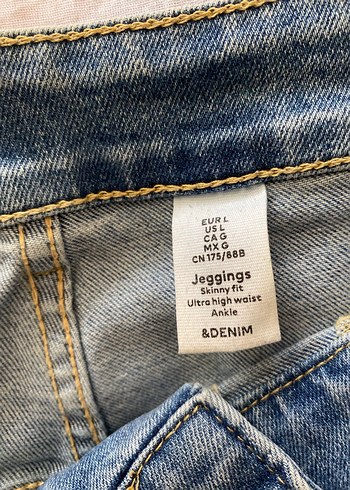 EUR L
US L
CA G
MX G
CN 175/88B
Jeggings
Skinny fit
Ultra high waist
Ankle
&DENIM